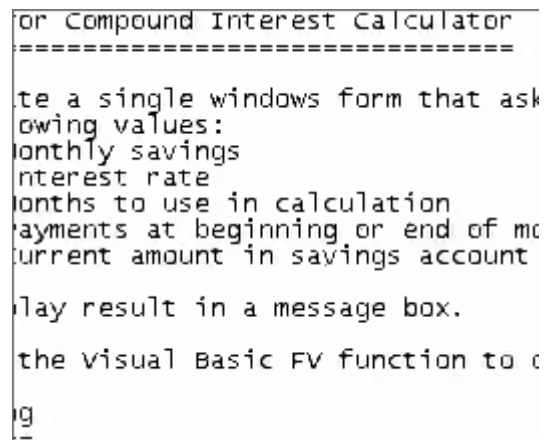 or Compound Interest Calculator
================================
te a single windows form that ask
owing values:
onthly savings
nterest rate
onths to use in calculation
ayments at beginning or end of mo
urrent amount in savings account
lay result in a message box.
the Visual Basic FV function to
g